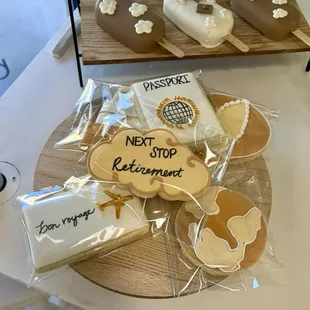 PASSPORT
NEXT
STOP
Retirement
bon voyage